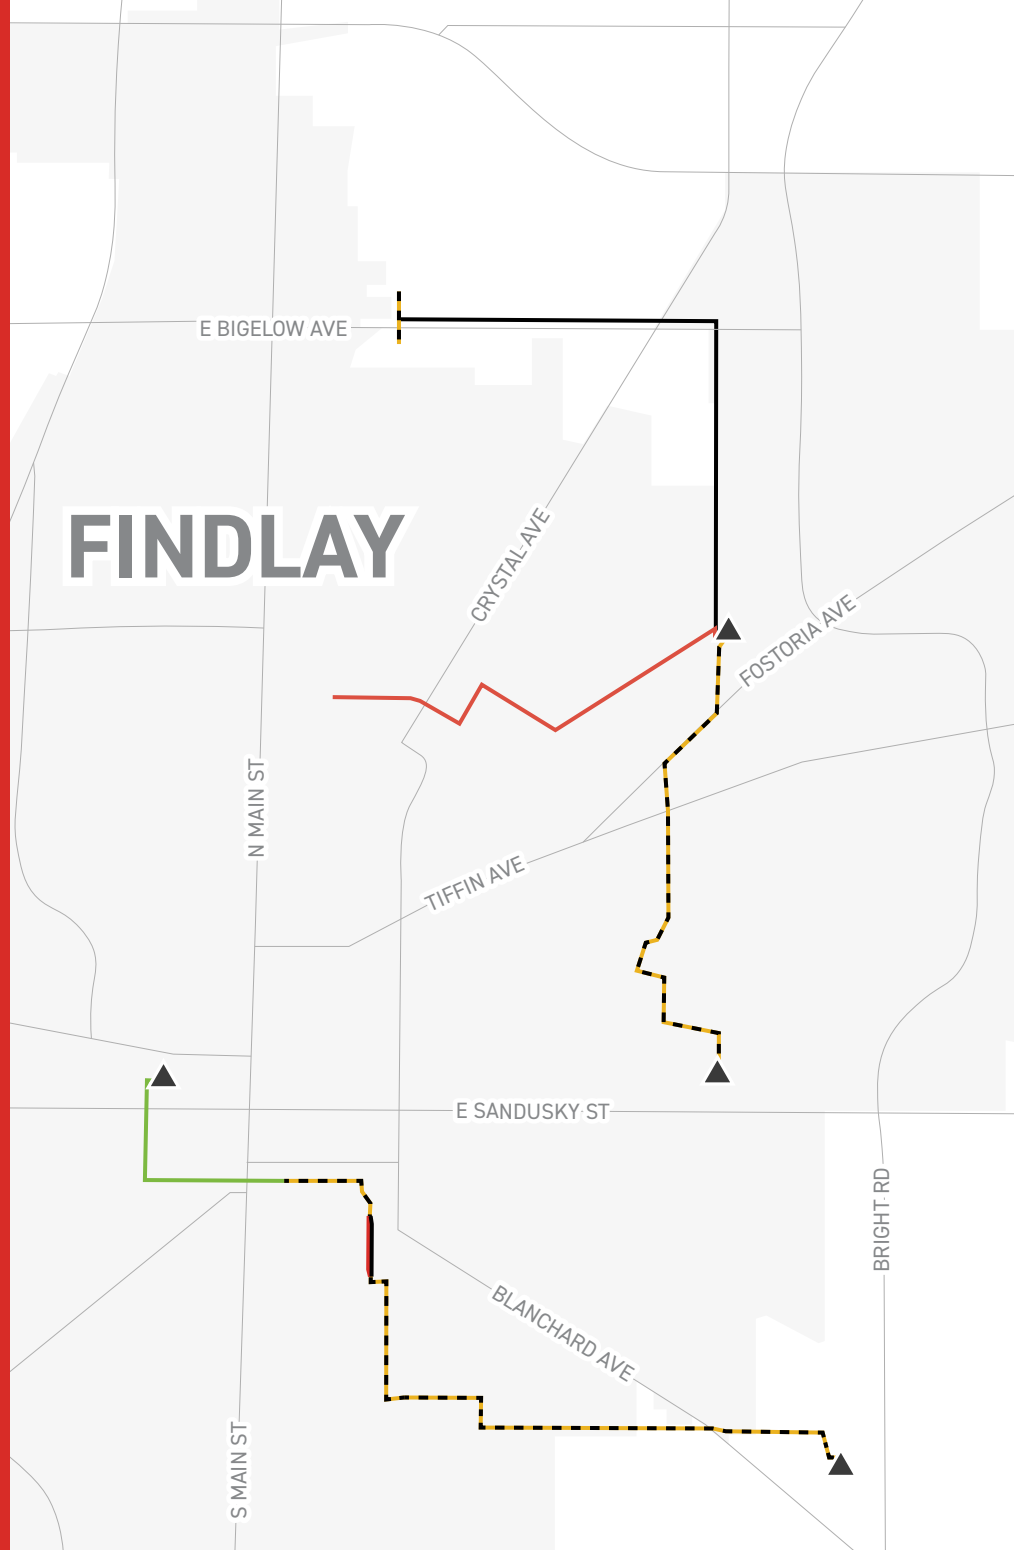 E BIGELOW AVE
FINDLAY
CRYSTAL AVE
FOSTORIA AVE
N MAIN ST
TIFFIN AVE
E SANDUSKY ST
BRIGHT RD
BLANCHARD AVE
S MAIN ST